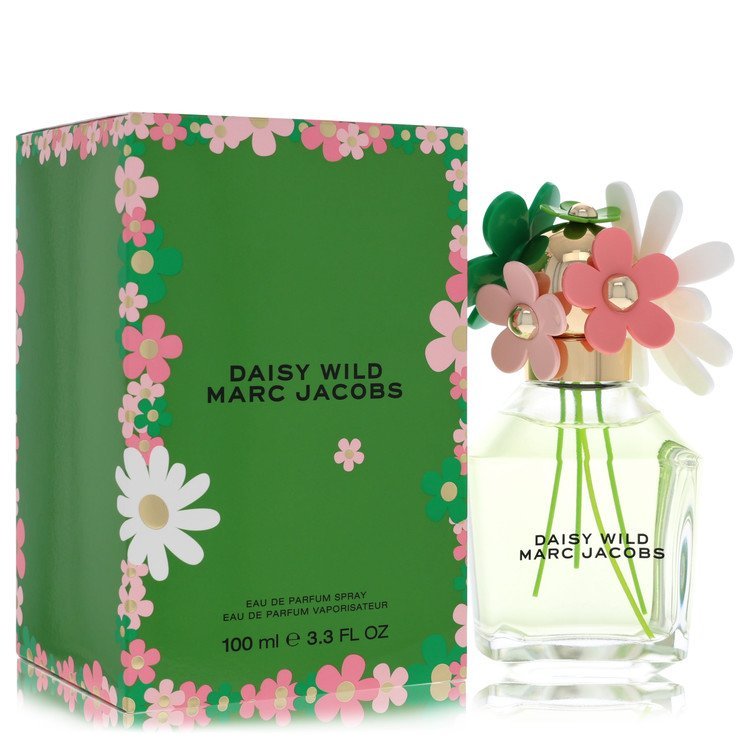 DAISY WILD
MARC JACOBS
EAU DE PARFUM SPRAY
EAU DE PARFUM VAPORISATEUR
100 ml ℮ 3.3 FL OZ
DAISY WILD
MARC JACOBS